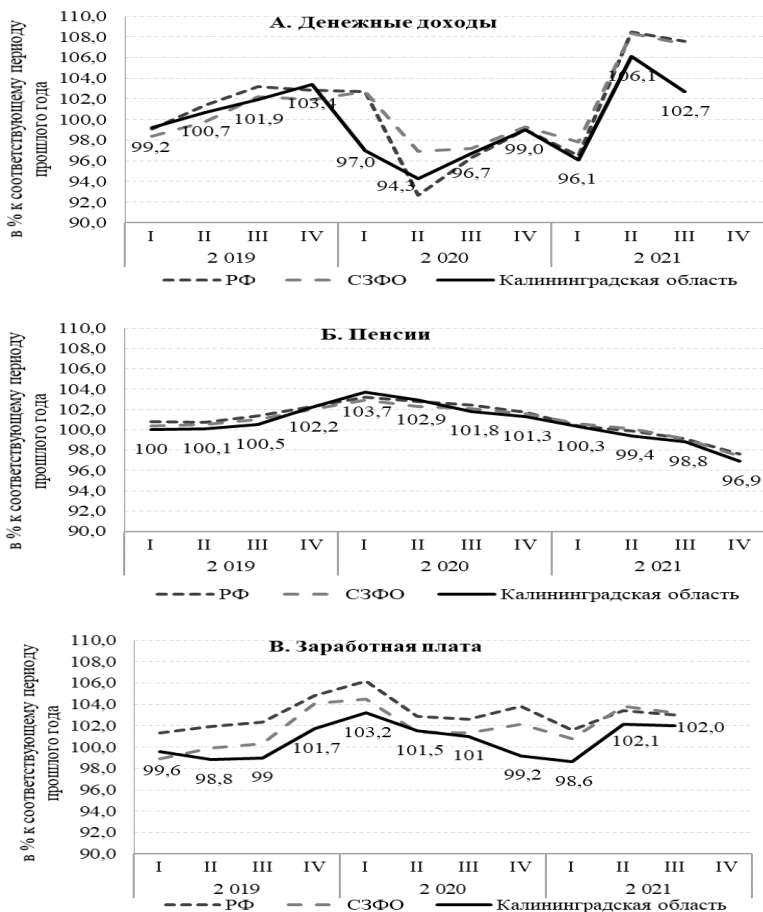 А. Денежные доходы
в % к соответствующему периоду
прошлого года
110,0
108,0
106,0
104,0
102,0
100,0
98,0
96,0
94,0
92,0
90,0
99,2 100,7 101,9 103,4 97,0 94,3 96,7 99,0 96,1 106,1 102,7
I II III IV I II III IV I II III IV
2 019 2 020 2 021
РФ СЗФО Калининградская область
Б. Пенсии
в % к соответствующему периоду
прошлого года
110,0
108,0
106,0
104,0
102,0
100,0
98,0
96,0
94,0
92,0
90,0
100 100,1 100,5 102,2 103,7 102,9 101,8 101,3 100,3 99,4 98,8 96,9
I II III IV I II III IV I II III IV
2 019 2 020 2 021
РФ СЗФО Калининградская область
В. Заработная плата
в % к соответствующему периоду
прошлого года
110,0
108,0
106,0
104,0
102,0
100,0
98,0
96,0
94,0
92,0
90,0
99,6 98,8 99 101,7 103,2 101,5 101 99,2 98,6 102,1 102,0
I II III IV I II III IV I II III IV
2 019 2 020 2 021
РФ СЗФО Калининградская область